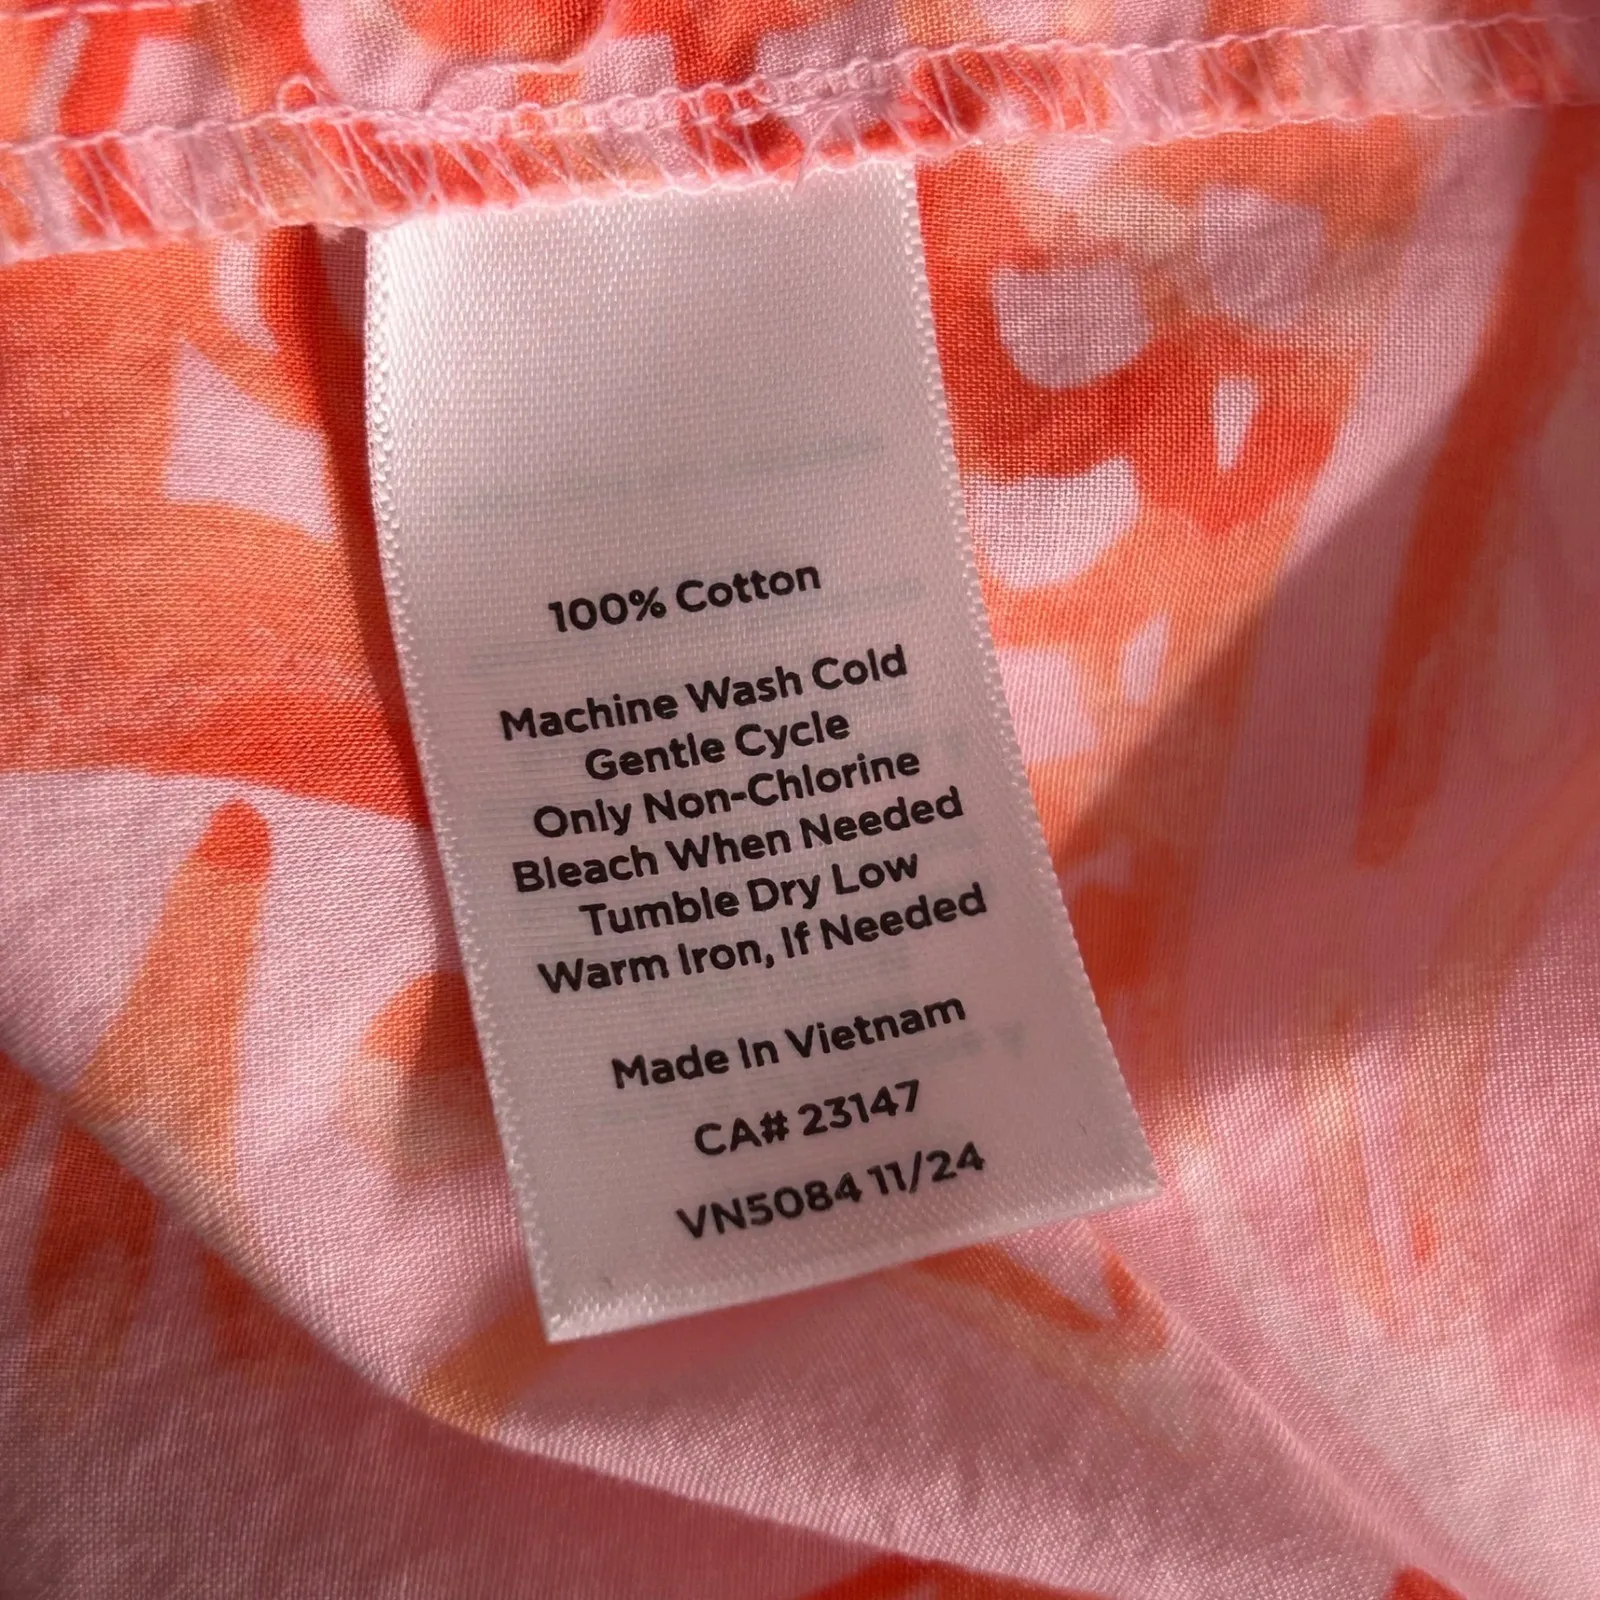 100% Cotton
Machine Wash Cold
Gentle Cycle
Only Non-Chlorine
Bleach When Needed
Tumble Dry Low
Warm Iron, If Needed
Made In Vietnam
CA# 23147
VN5084 11/24